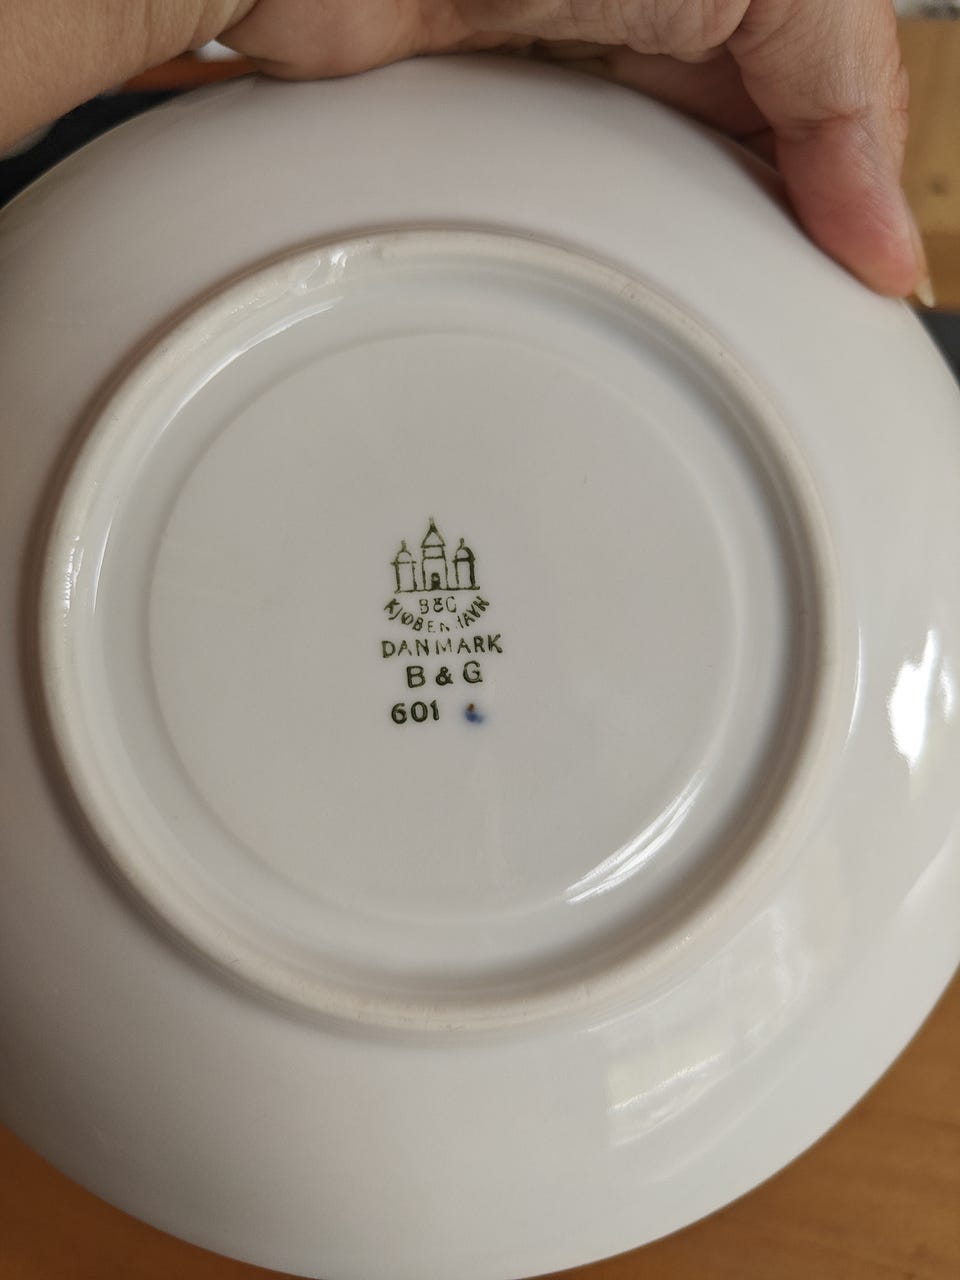 B&G
KJØBENHAVN
DANMARK
B & G
601